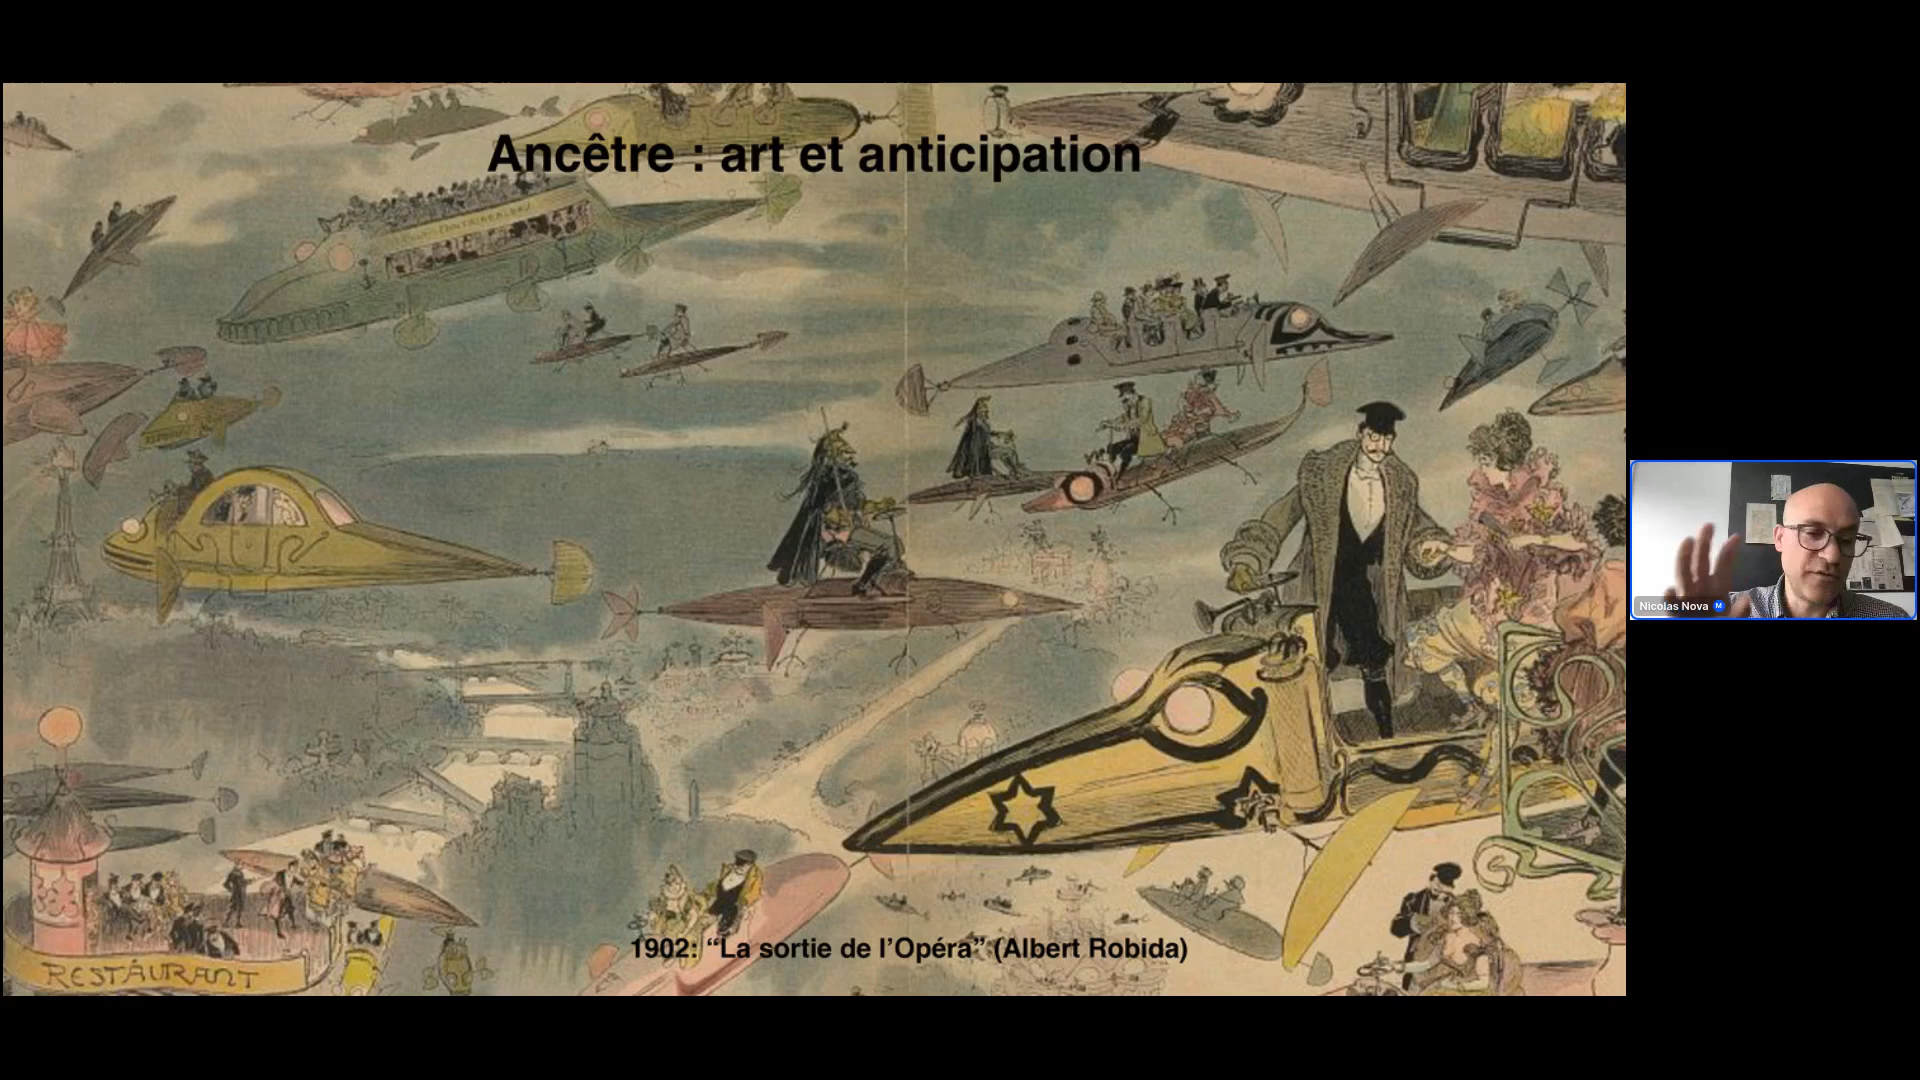 Ancêtre : art et anticipation
Nicolas Nova
RESTAURANT
1902: “La sortie de l’Opéra” (Albert Robida)